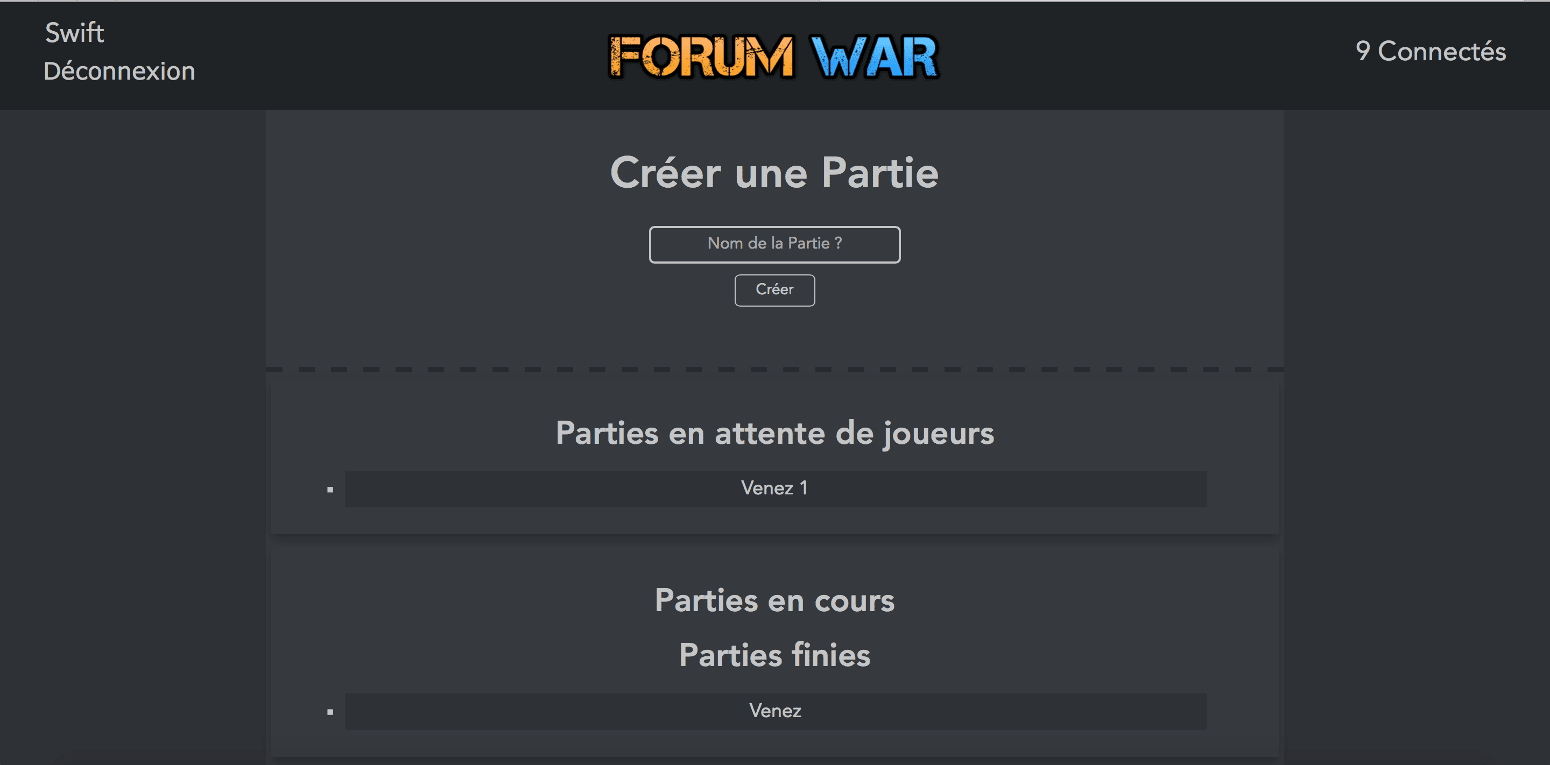 Swift
Déconnexion
FORUM WAR
9 Connectés
Créer une Partie
Nom de la Partie ?
Créer
Parties en attente de joueurs
Venez 1
Parties en cours
Parties finies
Venez